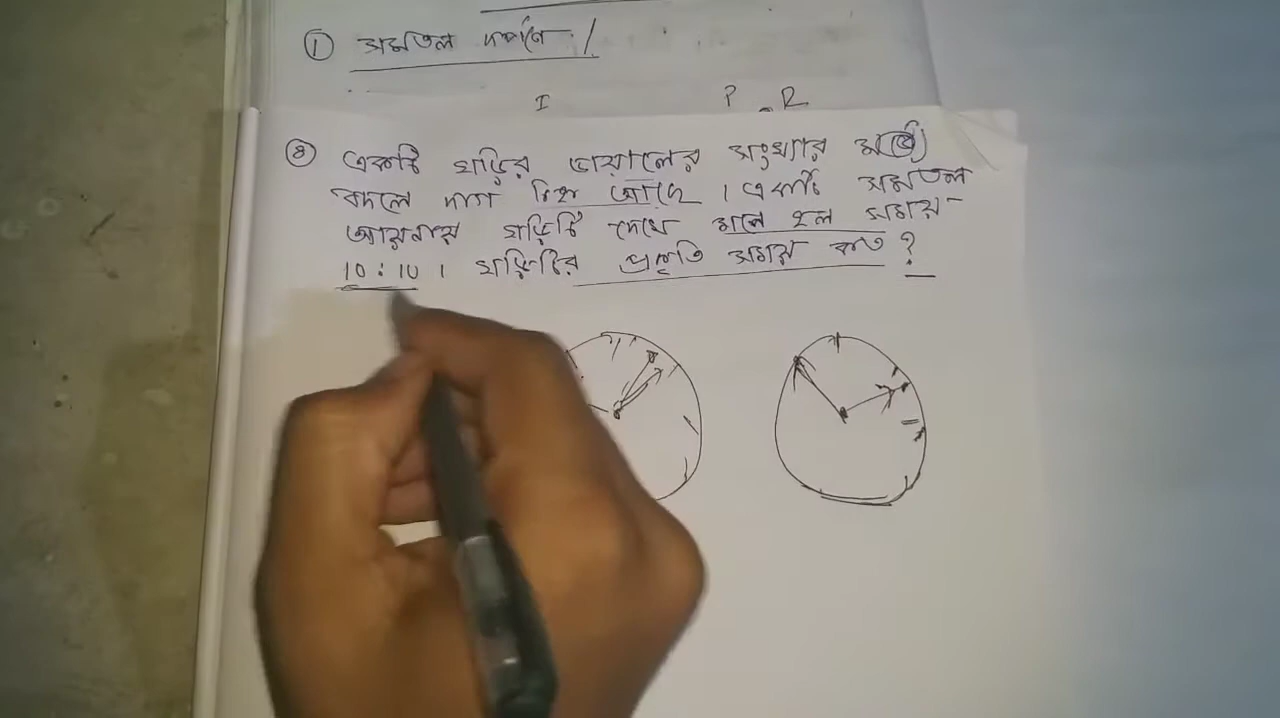 ① সমতল দর্পণে /
I P R
⑧ একটি ঘড়ির ডায়ালের সংখ্যার
বদলে দাগ চিহ্ন আছে । একটি সমতল
আয়নায় ঘড়িটি দেখে মনে হল সময়-
10 : 10 । ঘড়িটির প্রকৃতি সময় কত ?